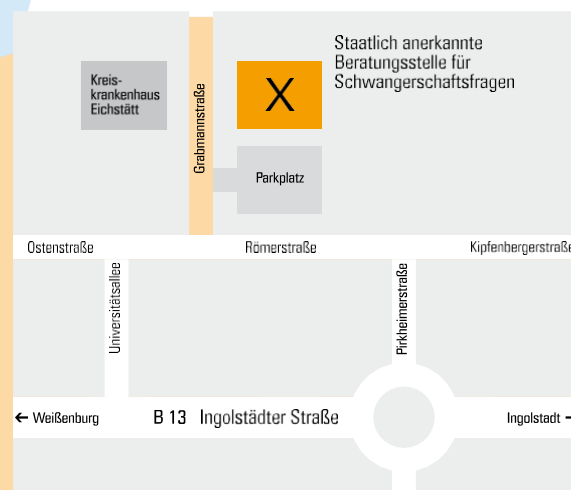 Staatlich anerkannte
Beratungsstelle für
Schwangerschaftsfragen
Kreis-
krankenhaus
Eichstätt
X
Grabmannstraße
Parkplatz
Ostenstraße
Römerstraße
Kipfenbergerstraße
Universitätsallee
Pirkheimerstraße
← Weißenburg
B 13 Ingolstädter Straße
Ingolstadt →